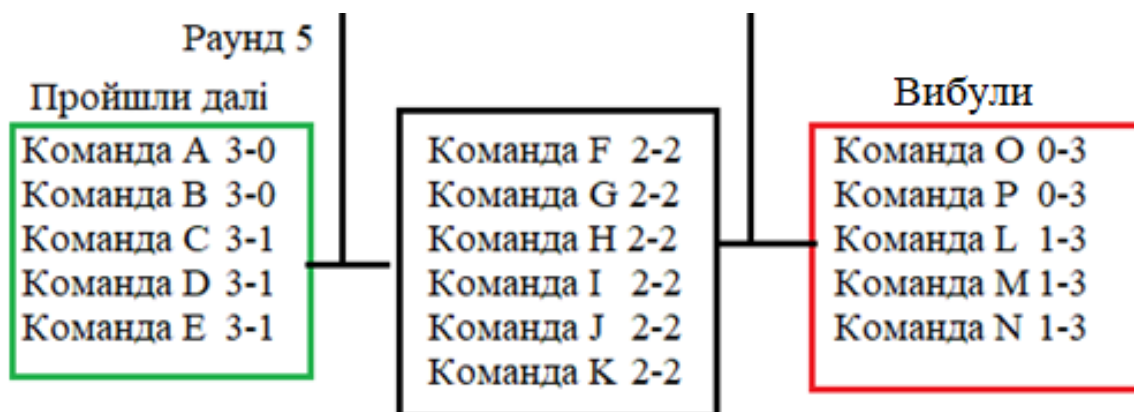 Раунд 5
Пройшли далі
Команда A 3-0
Команда B 3-0
Команда C 3-1
Команда D 3-1
Команда E 3-1
Команда F 2-2
Команда G 2-2
Команда H 2-2
Команда I 2-2
Команда J 2-2
Команда K 2-2
Вибули
Команда O 0-3
Команда P 0-3
Команда L 1-3
Команда M 1-3
Команда N 1-3